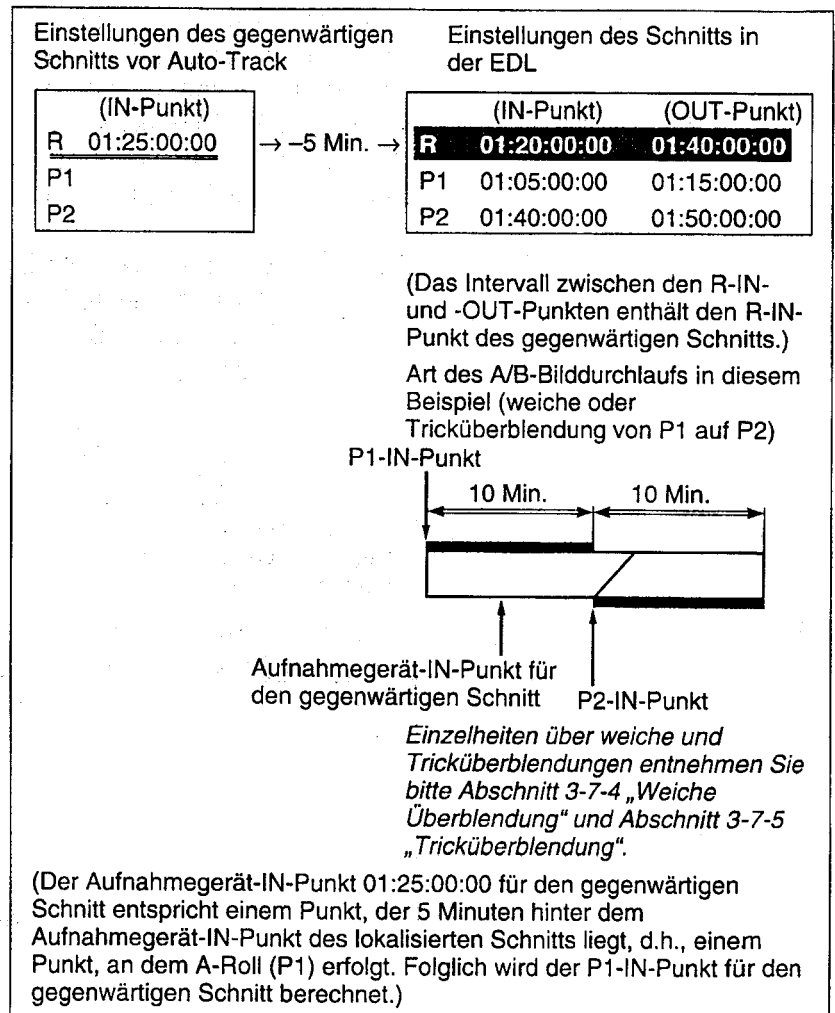 Einstellungen des gegenwärtigen
Schnitts vor Auto-Track
Einstellungen des Schnitts in
der EDL
(IN-Punkt)
R 01:25:00:00
P1
P2
→ –5 Min. →
(IN-Punkt) (OUT-Punkt)
R 01:20:00:00 01:40:00:00
P1 01:05:00:00 01:15:00:00
P2 01:40:00:00 01:50:00:00
(Das Intervall zwischen den R-IN-
und -OUT-Punkten enthält den R-IN-
Punkt des gegenwärtigen Schnitts.)
Art des A/B-Bilddurchlaufs in diesem
Beispiel (weiche oder
Tricküberblendung von P1 auf P2)
P1-IN-Punkt
10 Min. 10 Min.
Aufnahmegerät-IN-Punkt für
den gegenwärtigen Schnitt
P2-IN-Punkt
Einzelheiten über weiche und
Tricküberblendungen entnehmen Sie
bitte Abschnitt 3-7-4 „Weiche
Überblendung" und Abschnitt 3-7-5
„Tricküberblendung".
(Der Aufnahmegerät-IN-Punkt 01:25:00:00 für den gegenwärtigen
Schnitt entspricht einem Punkt, der 5 Minuten hinter dem
Aufnahmegerät-IN-Punkt des lokalisierten Schnitts liegt, d.h., einem
Punkt, an dem A-Roll (P1) erfolgt. Folglich wird der P1-IN-Punkt für den
gegenwärtigen Schnitt berechnet.)